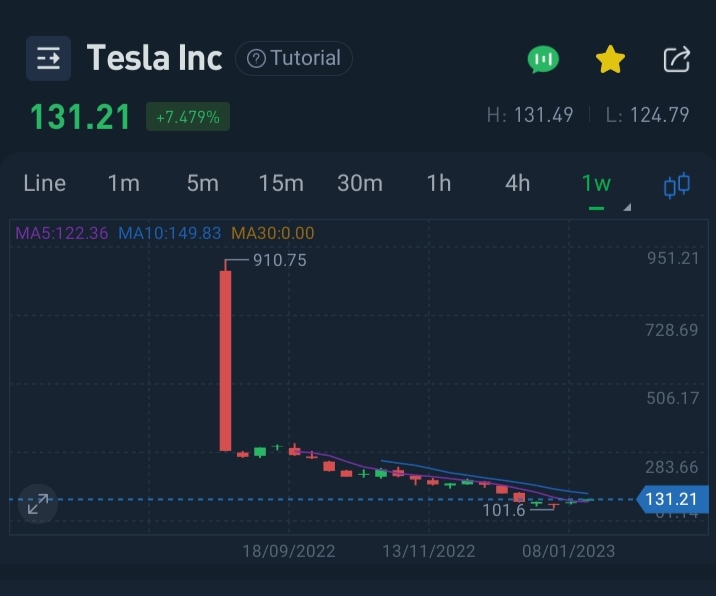 Tesla Inc ? Tutorial
131.21 +7.479% H: 131.49 L: 124.79
Line 1m 5m 15m 30m 1h 4h 1w
MA5:122.36 MA10:149.83 MA30:0.00
910.75
951.21
728.69
506.17
283.66
131.21
101.6
18/09/2022 13/11/2022 08/01/2023